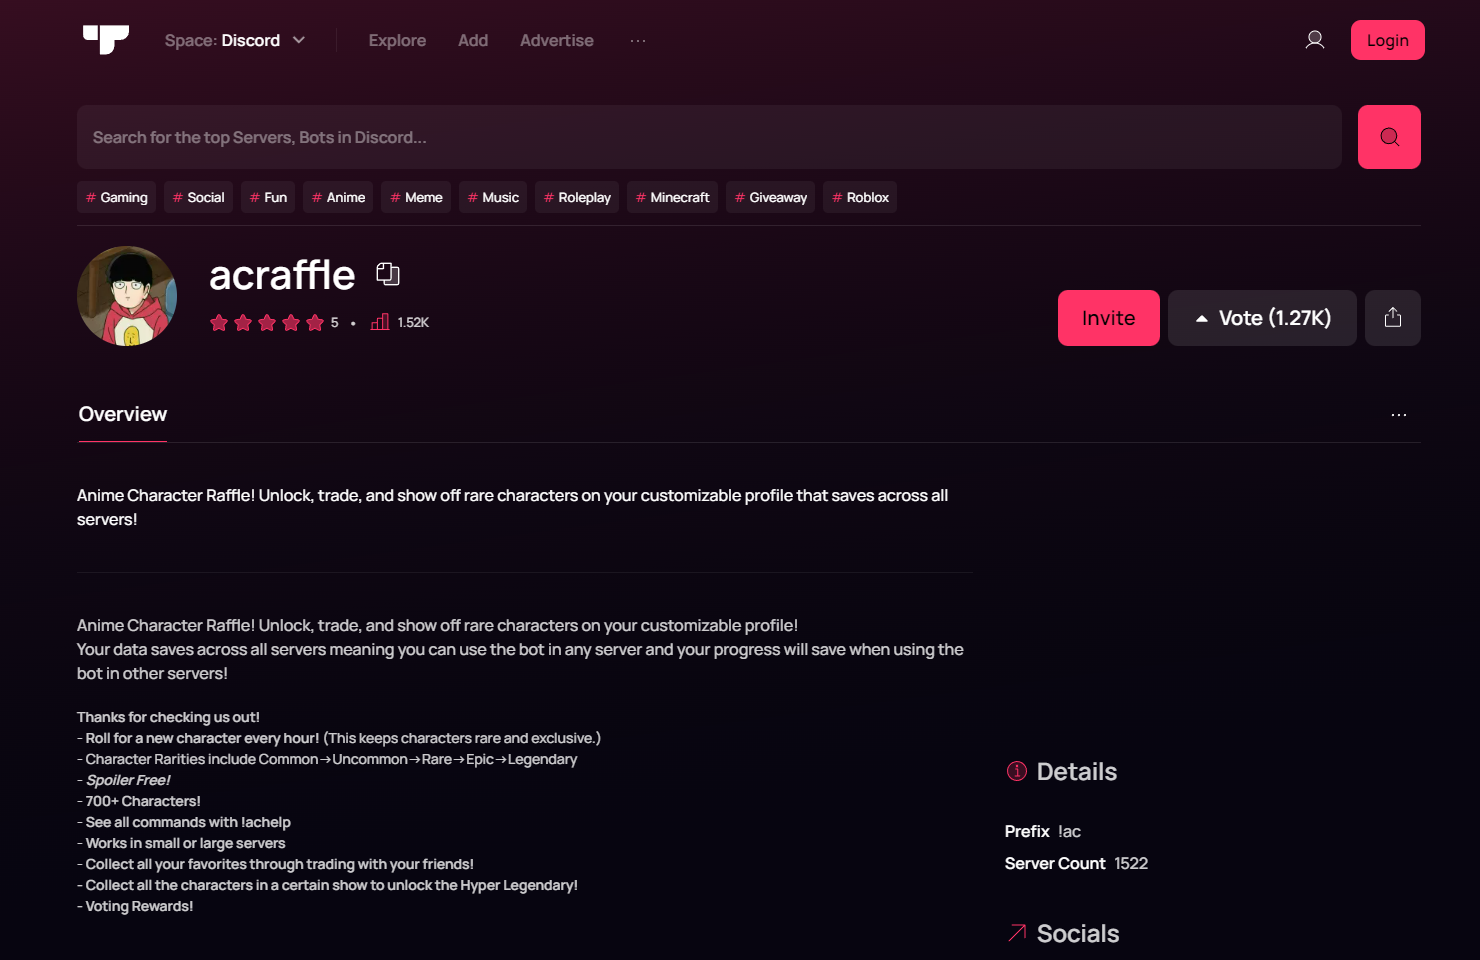 Space: Discord
Explore
Add
Advertise
...
Login
Search for the top Servers, Bots in Discord...
# Gaming
# Social
# Fun
# Anime
# Meme
# Music
# Roleplay
# Minecraft
# Giveaway
# Roblox
acraffle
5 • 1.52K
Invite
Vote (1.27K)
Overview
...
Anime Character Raffle! Unlock, trade, and show off rare characters on your customizable profile that saves across all
servers!
Anime Character Raffle! Unlock, trade, and show off rare characters on your customizable profile!
Your data saves across all servers meaning you can use the bot in any server and your progress will save when using the
bot in other servers!
Thanks for checking us out!
- Roll for a new character every hour! (This keeps characters rare and exclusive.)
- Character Rarities include Common→Uncommon→Rare→Epic→Legendary
- Spoiler Free!
- 700+ Characters!
- See all commands with !achelp
- Works in small or large servers
- Collect all your favorites through trading with your friends!
- Collect all the characters in a certain show to unlock the Hyper Legendary!
- Voting Rewards!
Details
Prefix !ac
Server Count 1522
Socials